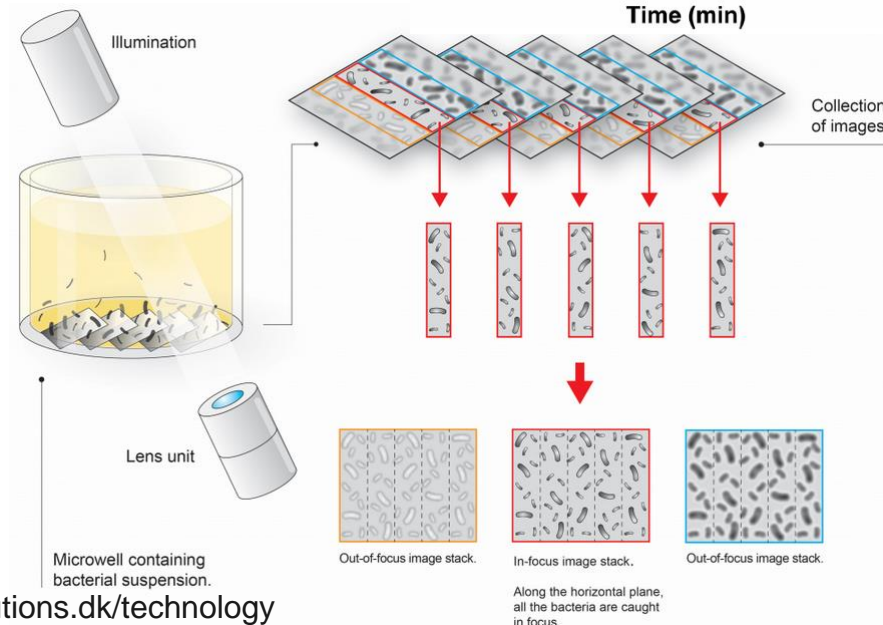 Time (min)
Illumination
Collection
of images
Lens unit
Out-of-focus image stack.
In-focus image stack.
Out-of-focus image stack.
Along the horizontal plane,
all the bacteria are caught
in focus.
Microwell containing
bacterial suspension.
tions.dk/technology